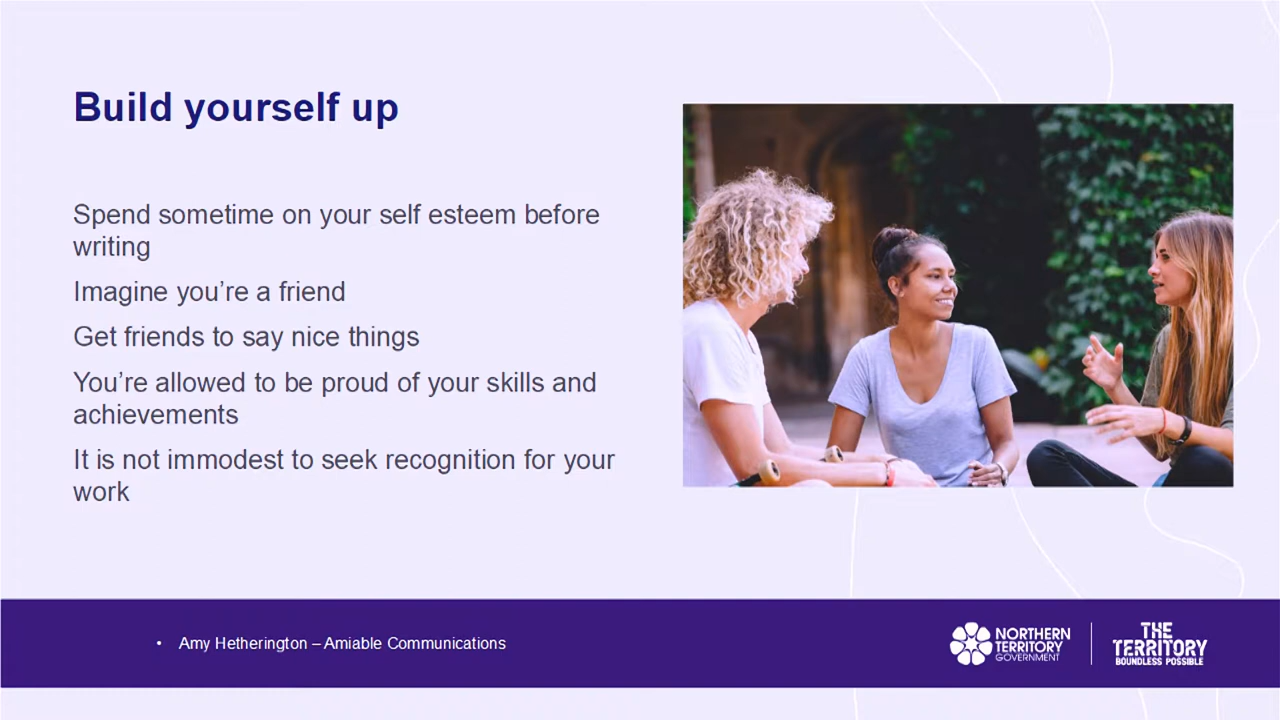 Build yourself up
Spend sometime on your self esteem before
writing
Imagine you’re a friend
Get friends to say nice things
You’re allowed to be proud of your skills and
achievements
It is not immodest to seek recognition for your
work
• Amy Hetherington – Amiable Communications
NORTHERN
TERRITORY
GOVERNMENT
THE
TERRITORY
BOUNDLESS POSSIBLE